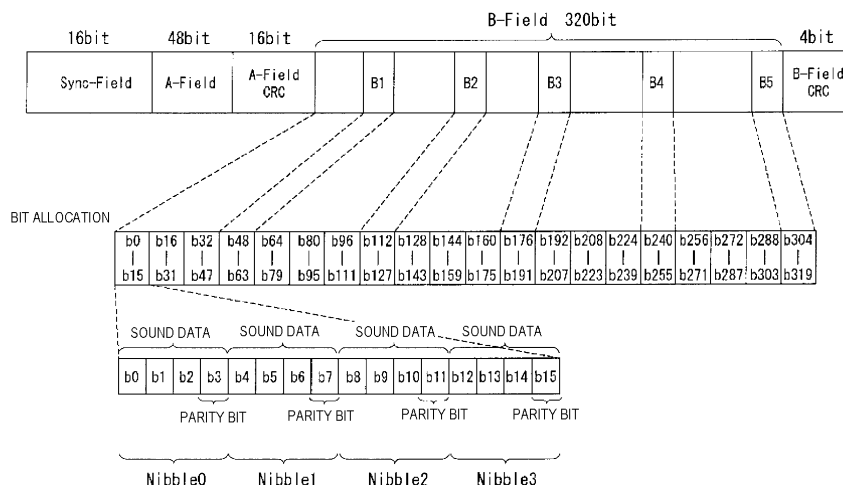 B-Field 320bit
16bit 48bit 16bit 4bit
Sync-Field A-Field A-Field CRC B1 B2 B3 B4 B5 B-Field CRC
BIT ALLOCATION
b0 b16 b32 b48 b64 b80 b96 b112 b128 b144 b160 b176 b192 b208 b224 b240 b256 b272 b288 b304
b15 b31 b47 b63 b79 b95 b111 b127 b143 b159 b175 b191 b207 b223 b239 b255 b271 b287 b303 b319
SOUND DATA SOUND DATA SOUND DATA SOUND DATA
b0 b1 b2 b3 b4 b5 b6 b7 b8 b9 b10 b11 b12 b13 b14 b15
PARITY BIT PARITY BIT PARITY BIT PARITY BIT
Nibble0 Nibble1 Nibble2 Nibble3